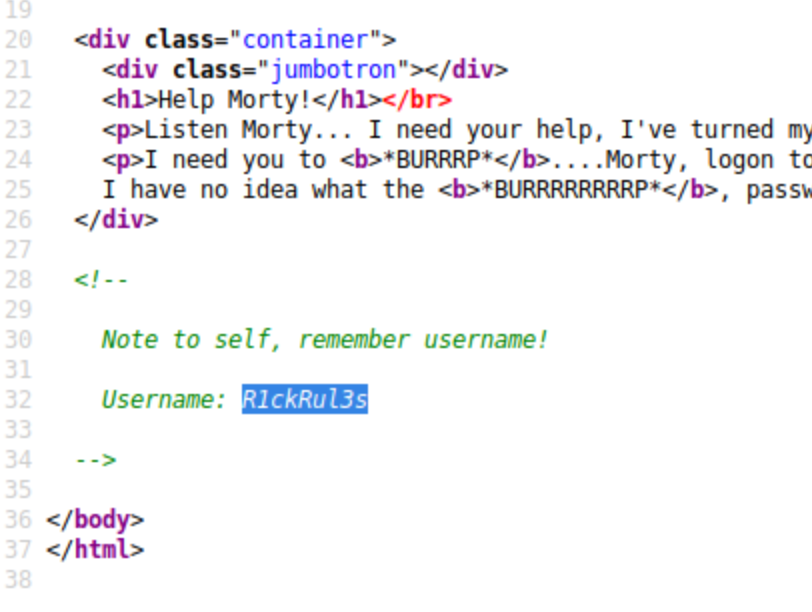 19
20 <div class="container">
21 <div class="jumbotron"></div>
22 <h1>Help Morty!</h1></br>
23 <p>Listen Morty... I need your help, I've turned my
24 <p>I need you to <b>*BURRRP*</b>....Morty, logon to
25 I have no idea what the <b>*BURRRRRRRRP*</b>, passw
26 </div>
27
28 <!--
29
30 Note to self, remember username!
31
32 Username: R1ckRul3s
33
34 -->
35
36 </body>
37 </html>
38